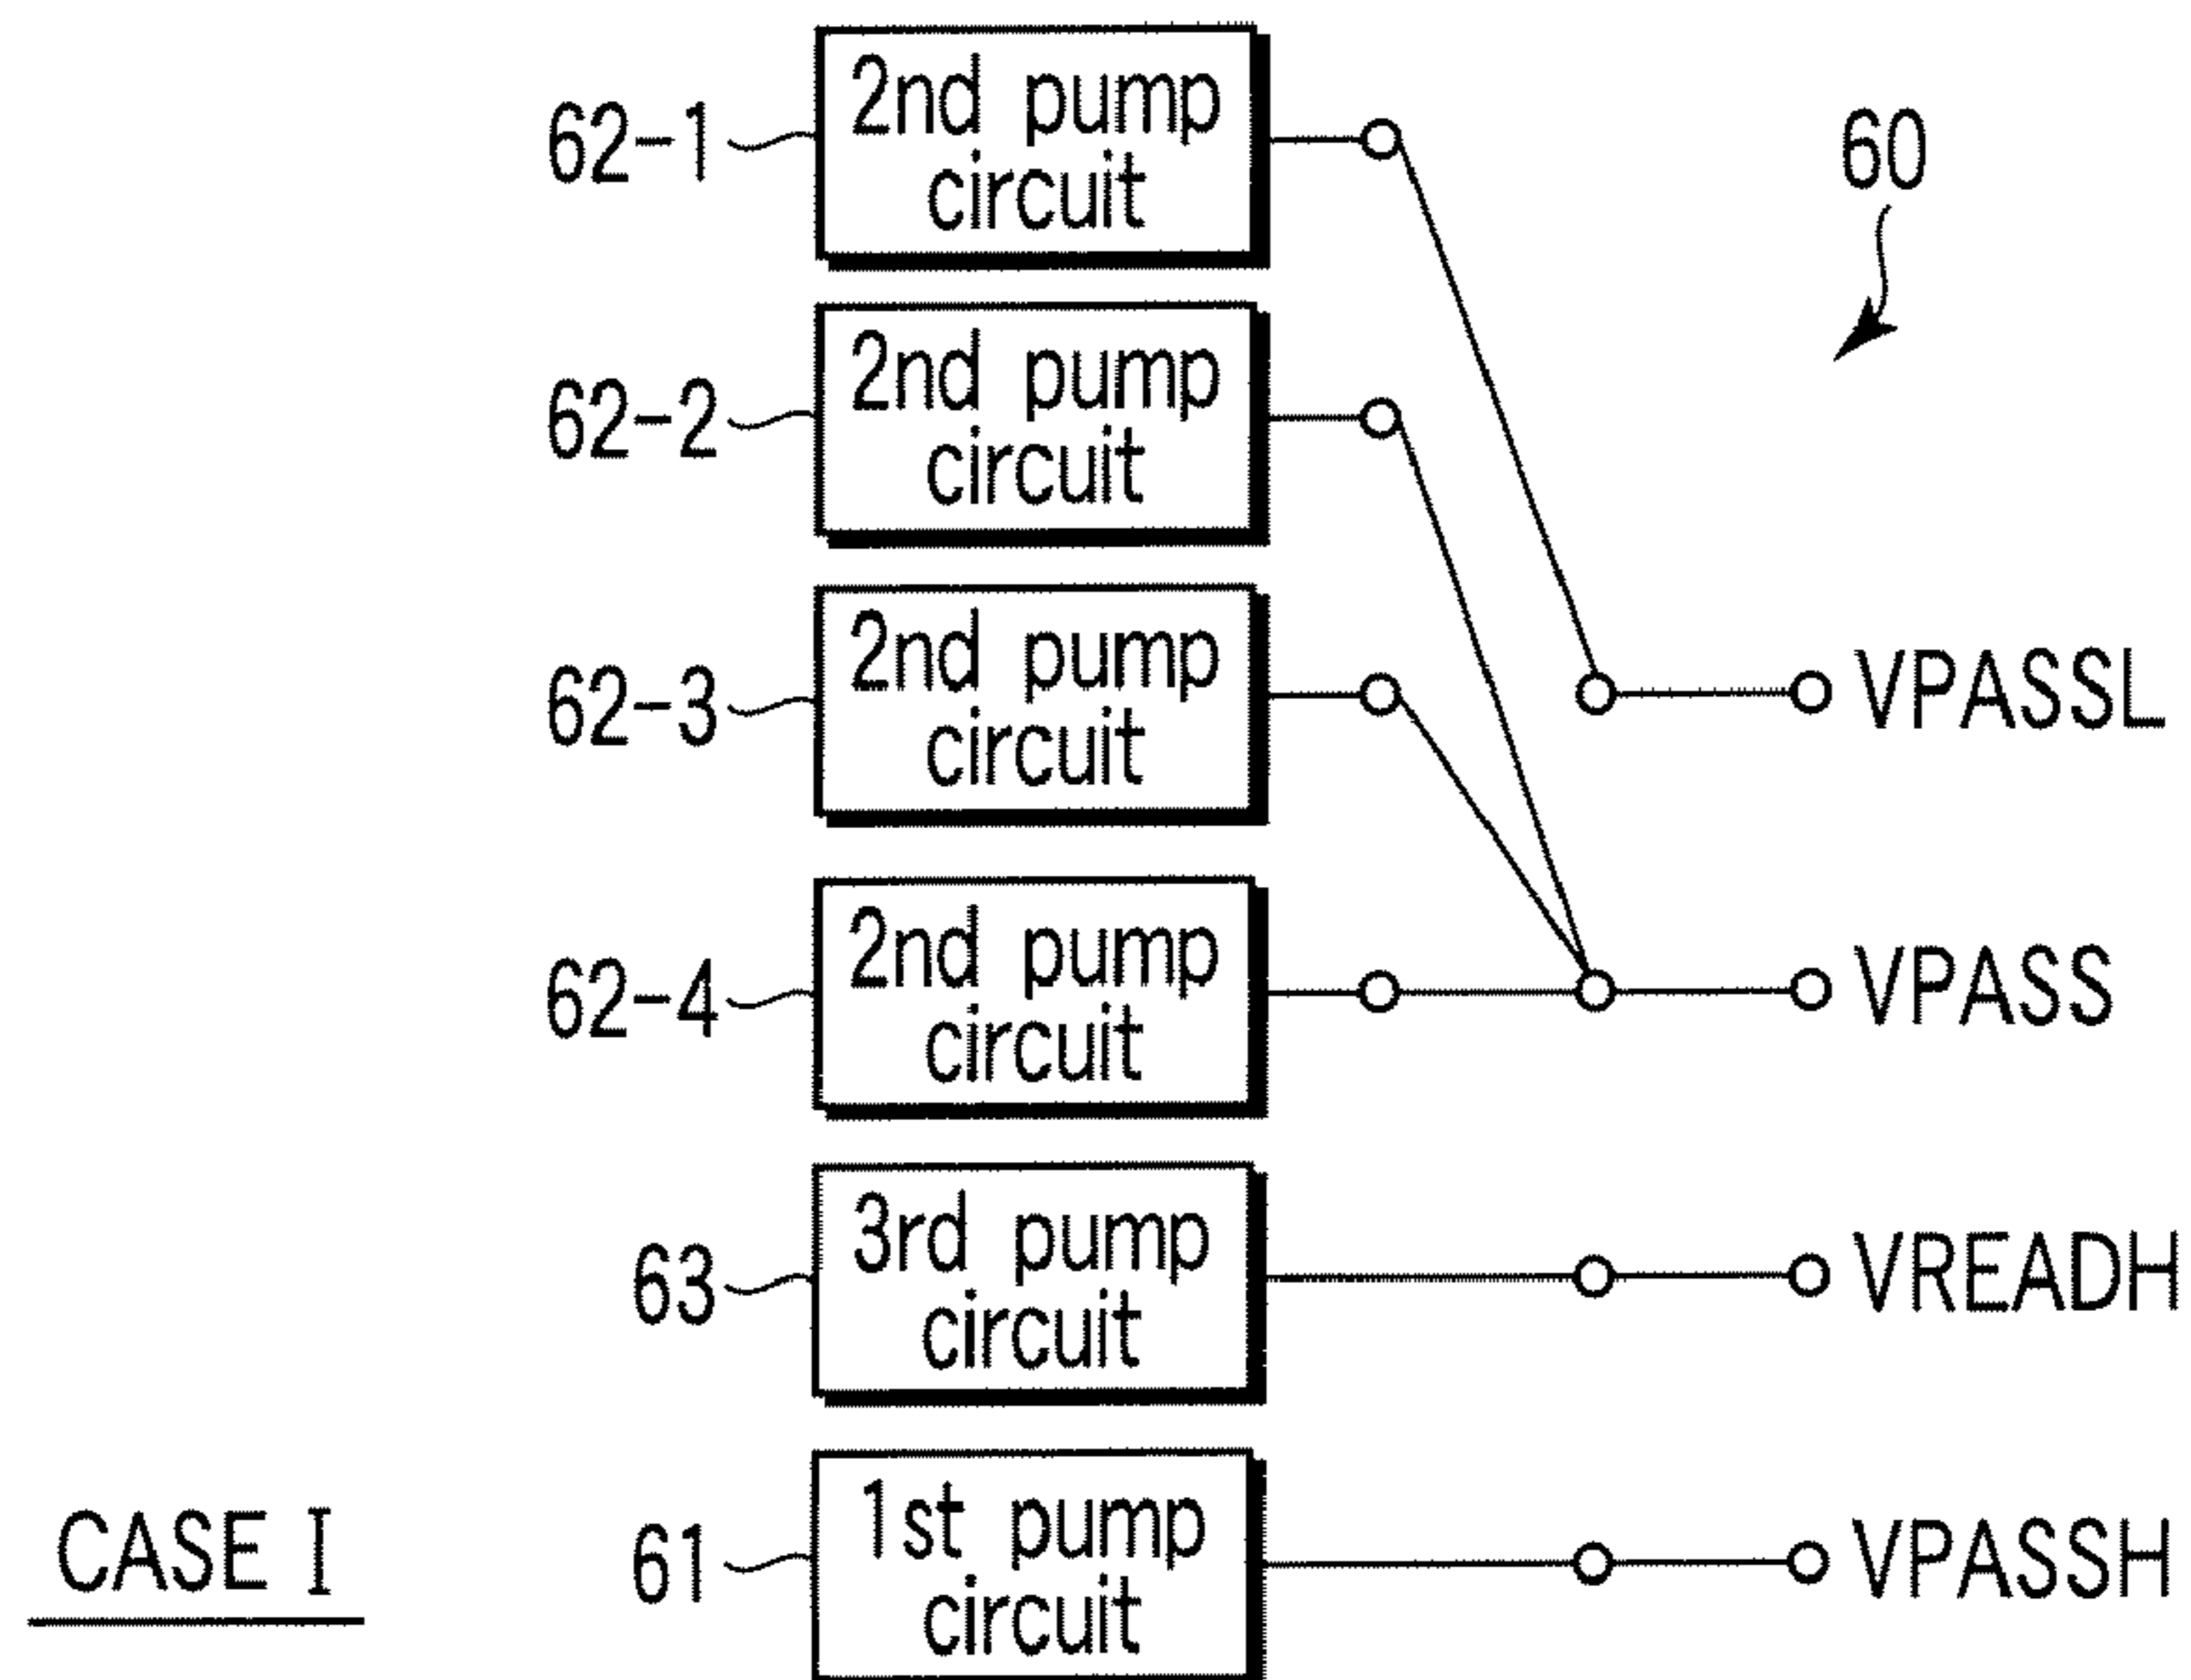 62-1
2nd pump
circuit
60
62-2
2nd pump
circuit
62-3
2nd pump
circuit
VPASSL
62-4
2nd pump
circuit
VPASS
63
3rd pump
circuit
VREADH
CASE I
61
1st pump
circuit
VPASSH